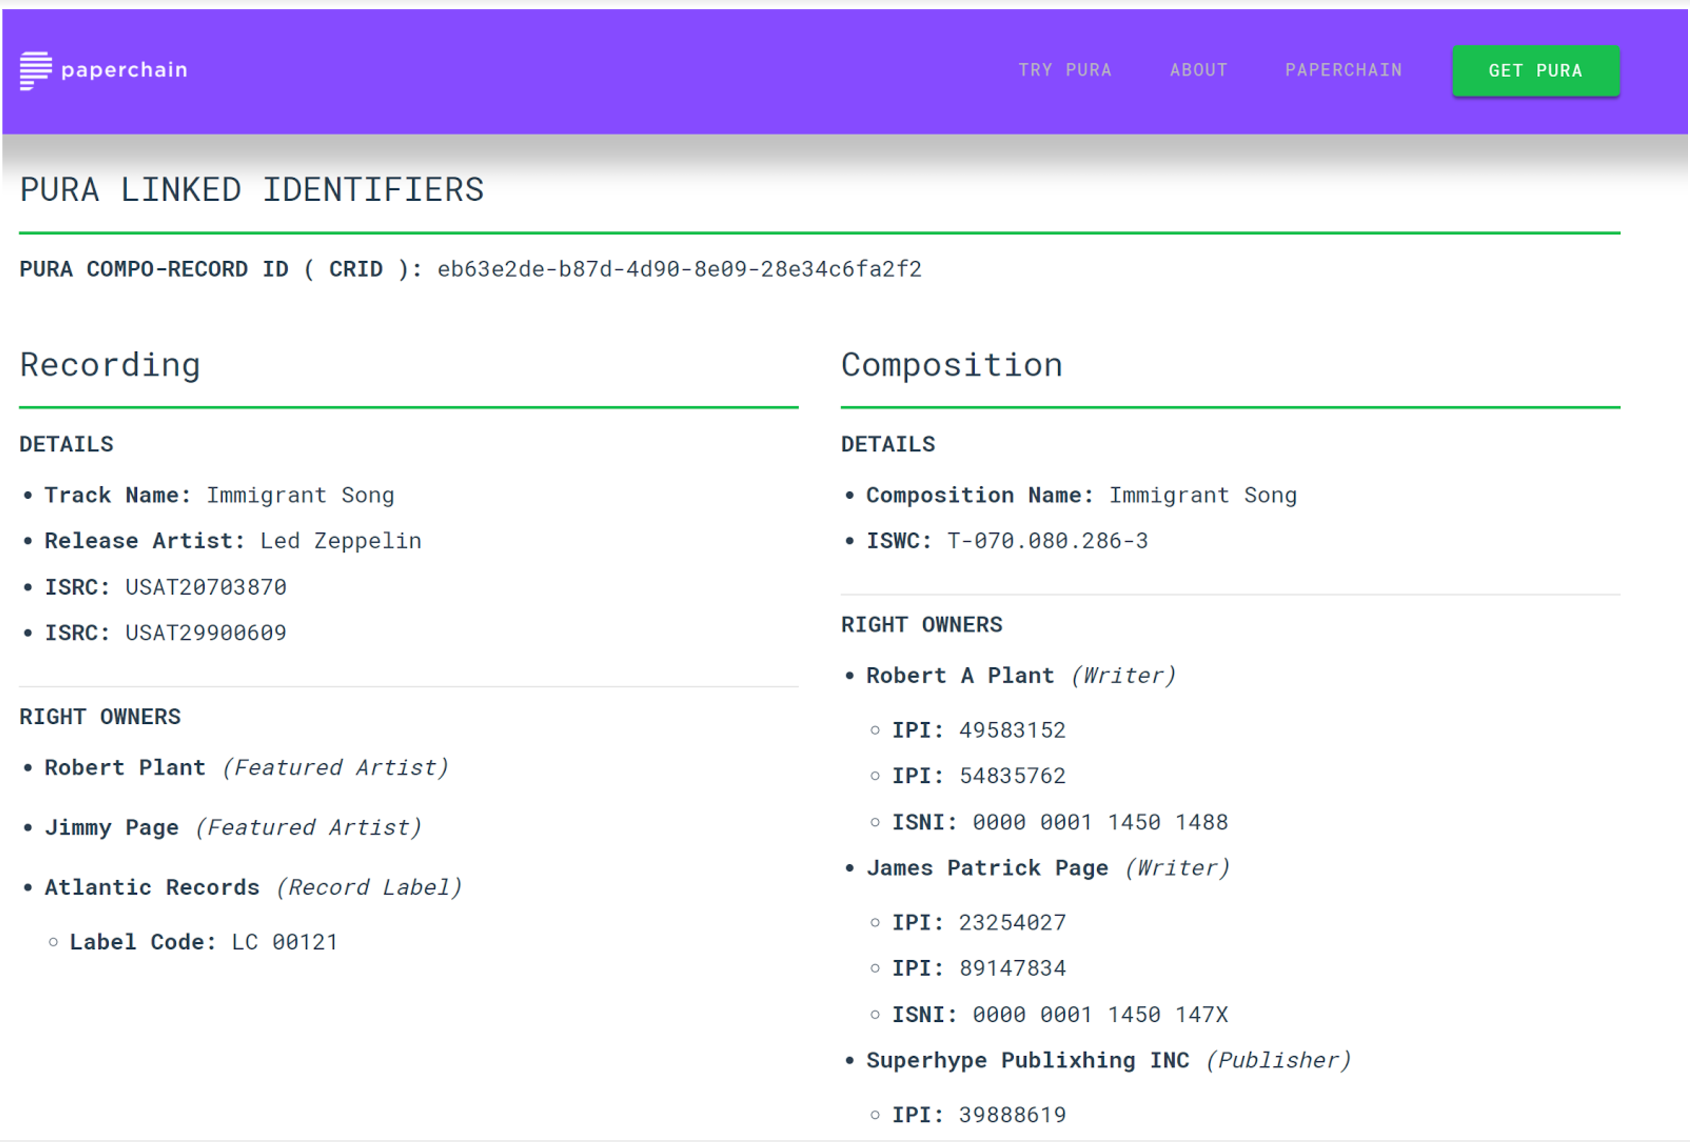 paperchain
TRY PURA
ABOUT
PAPERCHAIN
GET PURA
PURA LINKED IDENTIFIERS
PURA COMPO-RECORD ID ( CRID ): eb63e2de-b87d-4d90-8e09-28e34c6fa2f2
Recording
DETAILS
• Track Name: Immigrant Song
• Release Artist: Led Zeppelin
• ISRC: USAT20703870
• ISRC: USAT29900609
RIGHT OWNERS
• Robert Plant (Featured Artist)
• Jimmy Page (Featured Artist)
• Atlantic Records (Record Label)
○ Label Code: LC 00121
Composition
DETAILS
• Composition Name: Immigrant Song
• ISWC: T-070.080.286-3
RIGHT OWNERS
• Robert A Plant (Writer)
○ IPI: 49583152
○ IPI: 54835762
○ ISNI: 0000 0001 1450 1488
• James Patrick Page (Writer)
○ IPI: 23254027
○ IPI: 89147834
○ ISNI: 0000 0001 1450 147X
• Superhype Publixhing INC (Publisher)
○ IPI: 39888619